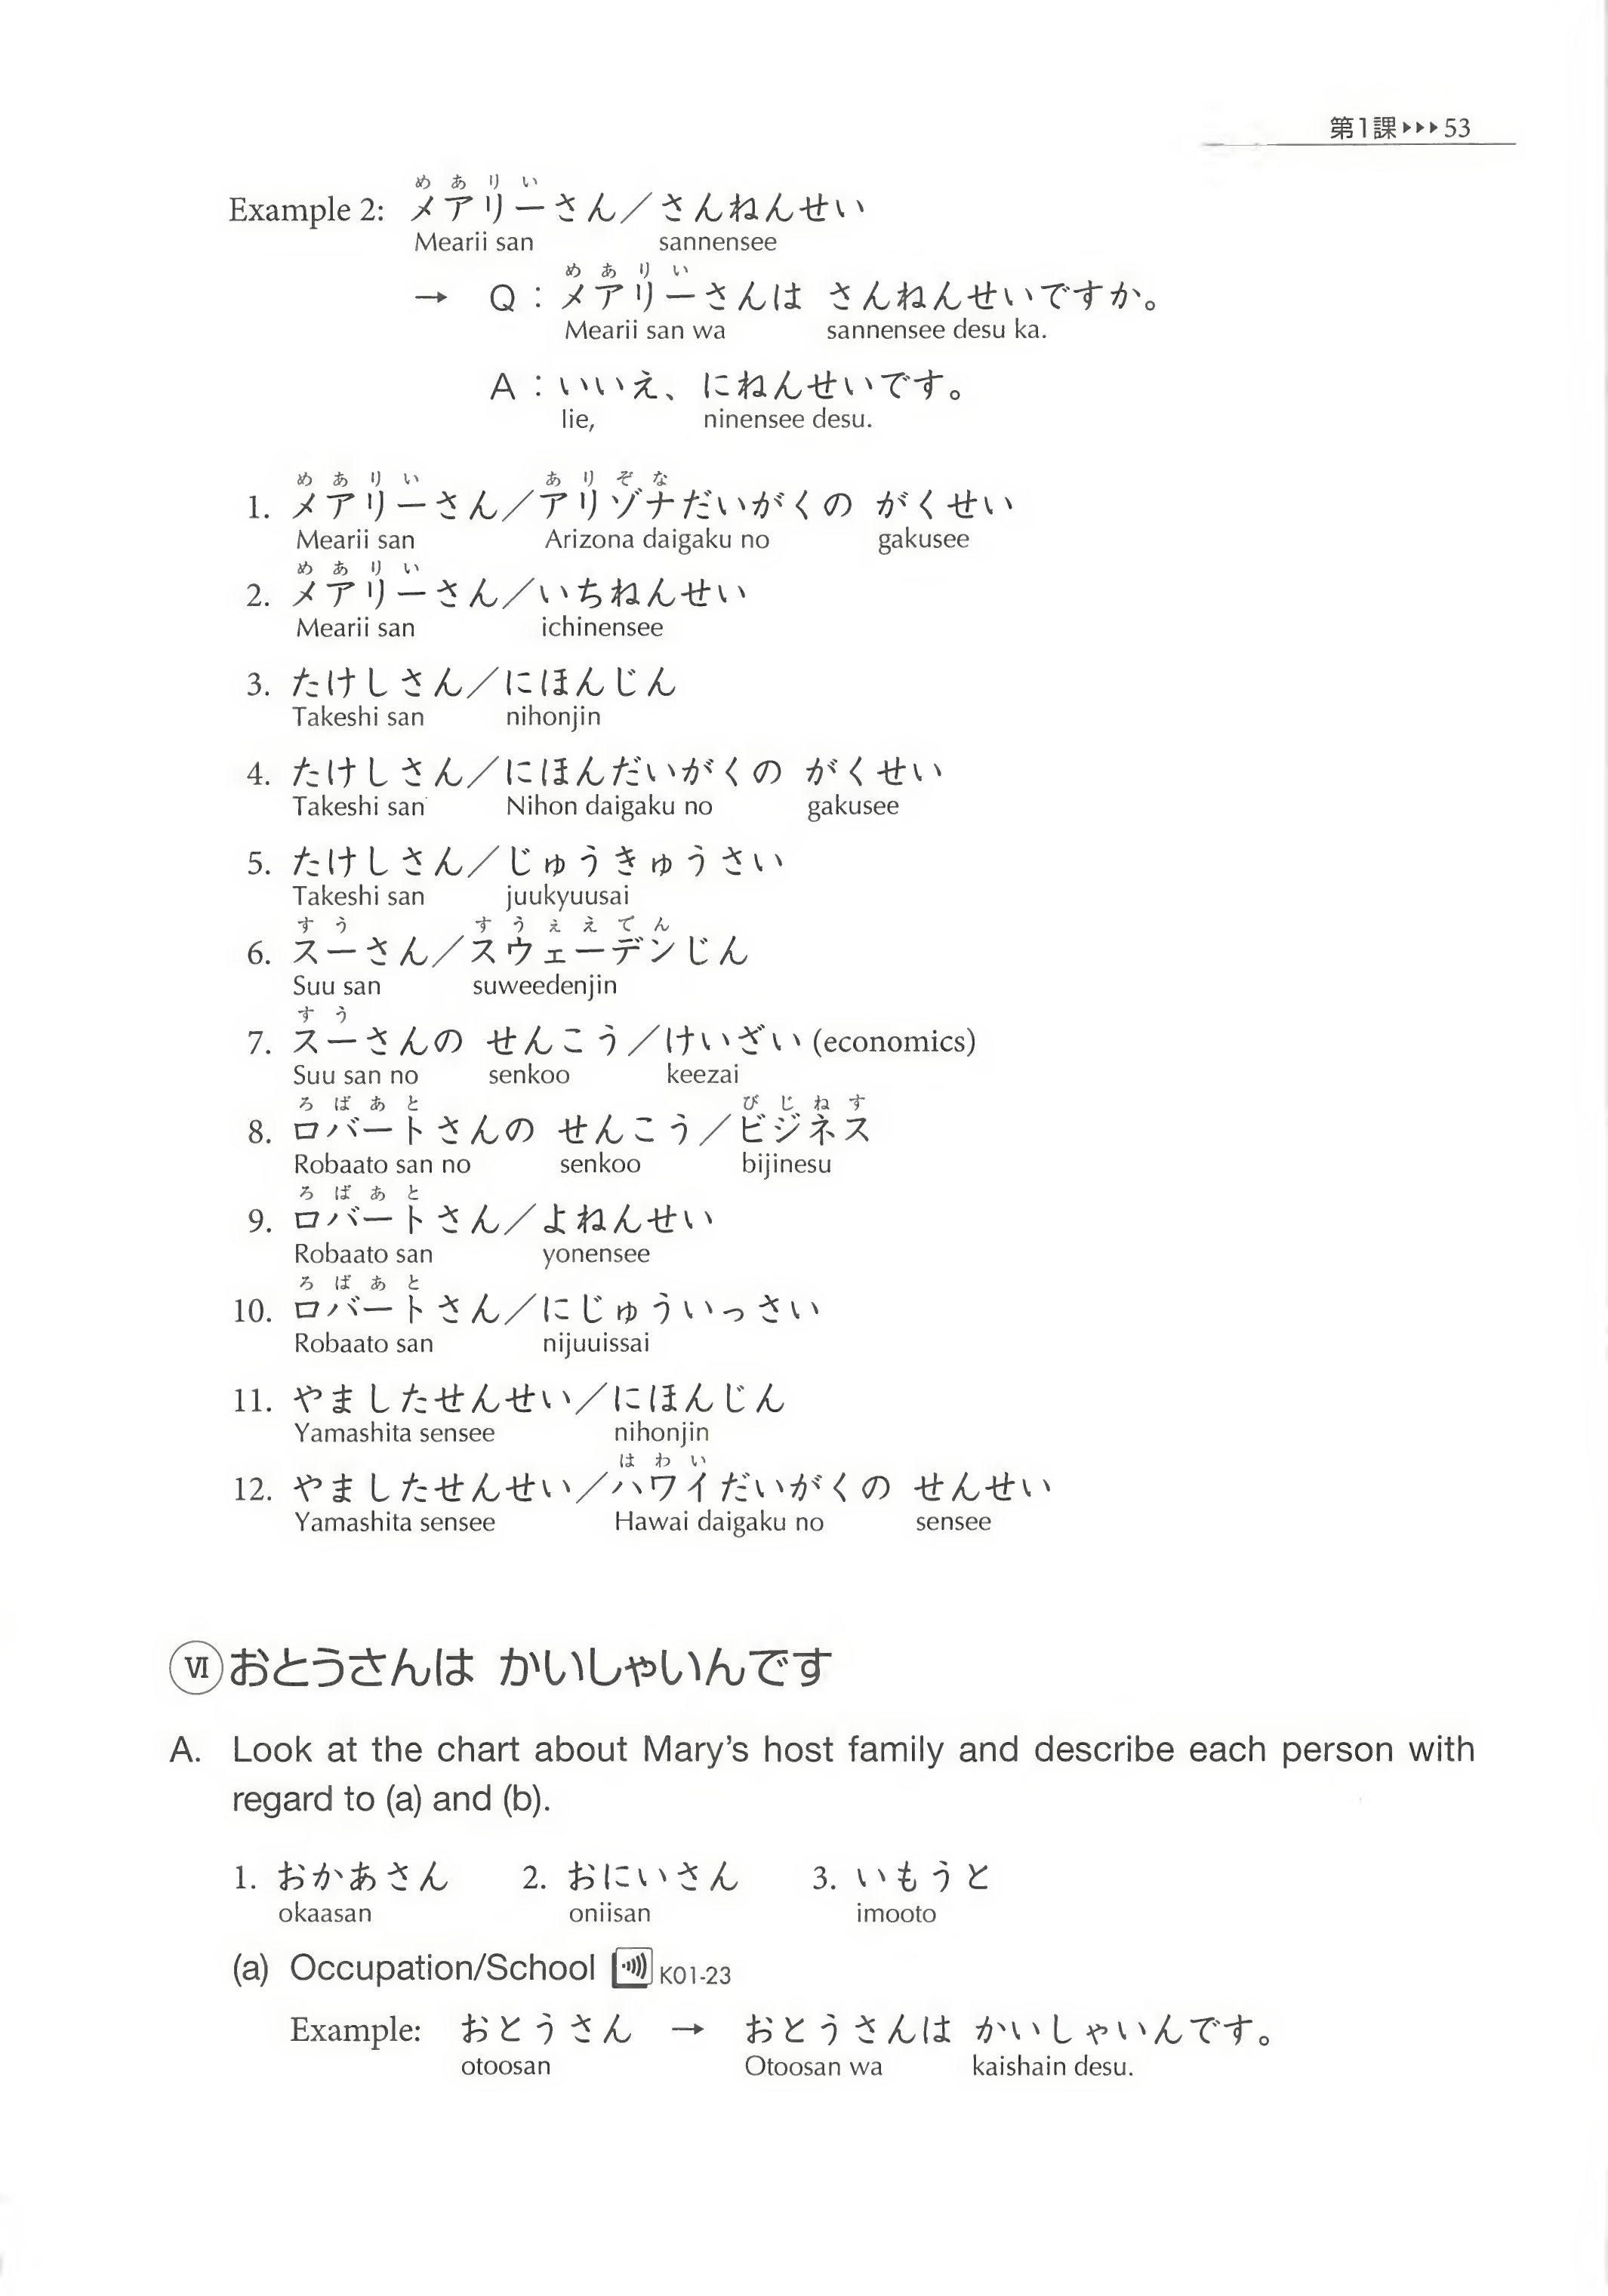 第1課▶▶▶53
めありい
Example 2: メアリーさん／さんねんせい
Mearii san sannensee
めありい
→ Q：メアリーさんは さんねんせいですか。
Mearii san wa sannensee desu ka.
A：いいえ、にねんせいです。
Iie, ninensee desu.
めありい ありぞな
1. メアリーさん／アリゾナだいがくの がくせい
Mearii san Arizona daigaku no gakusee
めありい
2. メアリーさん／いちねんせい
Mearii san ichinensee
3. たけしさん／にほんじん
Takeshi san nihonjin
4. たけしさん／にほんだいがくの がくせい
Takeshi san Nihon daigaku no gakusee
5. たけしさん／じゅうきゅうさい
Takeshi san juukyuusai
すう すうぇえでん
6. スーさん／スウェーデンじん
Suu san suweedenjin
すう
7. スーさんの せんこう／けいざい (economics)
Suu san no senkoo keezai
ろばあと びじねす
8. ロバートさんの せんこう／ビジネス
Robaato san no senkoo bijinesu
ろばあと
9. ロバートさん／よねんせい
Robaato san yonensee
ろばあと
10. ロバートさん／にじゅういっさい
Robaato san nijuuissai
11. やましたせんせい／にほんじん
Yamashita sensee nihonjin
はわい
12. やましたせんせい／ハワイだいがくの せんせい
Yamashita sensee Hawai daigaku no sensee
Ⅵ おとうさんは かいしゃいんです
A. Look at the chart about Mary's host family and describe each person with
regard to (a) and (b).
1. おかあさん 2. おにいさん 3. いもうと
okaasan oniisan imooto
(a) Occupation/School K01-23
Example: おとうさん → おとうさんは かいしゃいんです。
otoosan Otoosan wa kaishain desu.